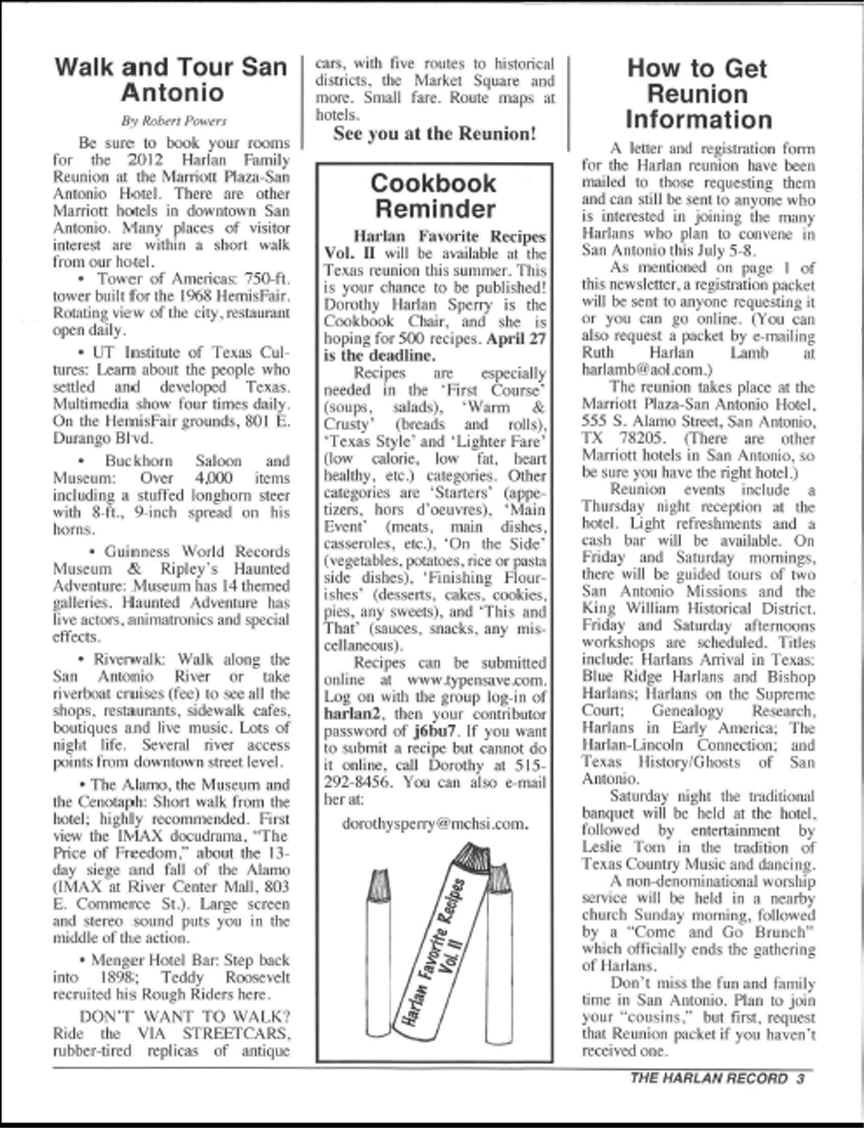 Walk and Tour San
Antonio
By Robert Powers
Be sure to book your rooms
for the 2012 Harlan Family
Reunion at the Marriott Plaza-San
Antonio Hotel. There are other
Marriott hotels in downtown San
Antonio. Many places of visitor
interest are within a short walk
from our hotel.
• Tower of Americas: 750-ft.
tower built for the 1968 HemisFair.
Rotating view of the city, restaurant
open daily.
• UT Institute of Texas Cul-
tures: Learn about the people who
settled and developed Texas.
Multimedia show four times daily.
On the HemisFair grounds, 801 E.
Durango Blvd.
• Buckhorn Saloon and
Museum: Over 4,000 items
including a stuffed longhorn steer
with 8-ft., 9-inch spread on his
horns.
• Guinness World Records
Museum & Ripley's Haunted
Adventure: Museum has 14 themed
galleries. Haunted Adventure has
live actors, animatronics and special
effects.
• Riverwalk: Walk along the
San Antonio River or take
riverboat cruises (fee) to see all the
shops, restaurants, sidewalk cafes,
boutiques and live music. Lots of
night life. Several river access
points from downtown street level.
• The Alamo, the Museum and
the Cenotaph: Short walk from the
hotel; highly recommended. First
view the IMAX docudrama, "The
Price of Freedom," about the 13-
day siege and fall of the Alamo
(IMAX at River Center Mall, 803
E. Commerce St.). Large screen
and stereo sound puts you in the
middle of the action.
• Menger Hotel Bar: Step back
into 1898; Teddy Roosevelt
recruited his Rough Riders here.
DON'T WANT TO WALK?
Ride the VIA STREETCARS,
rubber-tired replicas of antique
cars, with five routes to historical
districts, the Market Square and
more. Small fare. Route maps at
hotels.
See you at the Reunion!
Cookbook
Reminder
Harlan Favorite Recipes
Vol. II will be available at the
Texas reunion this summer. This
is your chance to be published!
Dorothy Harlan Sperry is the
Cookbook Chair, and she is
hoping for 500 recipes. April 27
is the deadline.
Recipes are especially
needed in the 'First Course'
(soups, salads), 'Warm &
Crusty' (breads and rolls),
'Texas Style' and 'Lighter Fare'
(low calorie, low fat, heart
healthy, etc.) categories. Other
categories are 'Starters' (appe-
tizers, hors d'oeuvres), 'Main
Event' (meats, main dishes,
casseroles, etc.), 'On the Side'
(vegetables, potatoes, rice or pasta
side dishes), 'Finishing Flour-
ishes' (desserts, cakes, cookies,
pies, any sweets), and 'This and
That' (sauces, snacks, any mis-
cellaneous).
Recipes can be submitted
online at www.typensave.com.
Log on with the group log-in of
harlan2, then your contributor
password of j6bu7. If you want
to submit a recipe but cannot do
it online, call Dorothy at 515-
292-8456. You can also e-mail
her at:
dorothysperry@mchsi.com.
Harlan Favorite Recipes
Vol. II
How to Get
Reunion
Information
A letter and registration form
for the Harlan reunion have been
mailed to those requesting them
and can still be sent to anyone who
is interested in joining the many
Harlans who plan to convene in
San Antonio this July 5-8.
As mentioned on page 1 of
this newsletter, a registration packet
will be sent to anyone requesting it
or you can go online. (You can
also request a packet by e-mailing
Ruth Harlan Lamb at
harlamb@aol.com.)
The reunion takes place at the
Marriott Plaza-San Antonio Hotel,
555 S. Alamo Street, San Antonio,
TX 78205. (There are other
Marriott hotels in San Antonio, so
be sure you have the right hotel.)
Reunion events include a
Thursday night reception at the
hotel. Light refreshments and a
cash bar will be available. On
Friday and Saturday mornings,
there will be guided tours of two
San Antonio Missions and the
King William Historical District.
Friday and Saturday afternoons
workshops are scheduled. Titles
include: Harlans Arrival in Texas:
Blue Ridge Harlans and Bishop
Harlans; Harlans on the Supreme
Court; Genealogy Research,
Harlans in Early America; The
Harlan-Lincoln Connection; and
Texas History/Ghosts of San
Antonio.
Saturday night the traditional
banquet will be held at the hotel,
followed by entertainment by
Leslie Tom in the tradition of
Texas Country Music and dancing.
A non-denominational worship
service will be held in a nearby
church Sunday morning, followed
by a "Come and Go Brunch"
which officially ends the gathering
of Harlans.
Don't miss the fun and family
time in San Antonio. Plan to join
your "cousins," but first, request
that Reunion packet if you haven't
received one.
THE HARLAN RECORD 3